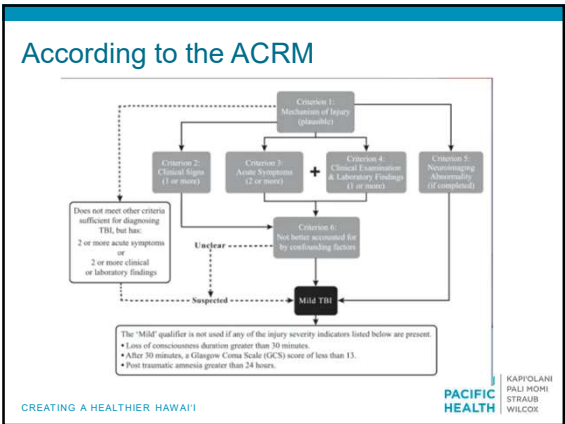 According to the ACRM
Criterion 1:
Mechanism of Injury
(plausible)
Criterion 2:
Clinical Signs
(1 or more)
Criterion 3:
Acute Symptoms
(2 or more)
+
Criterion 4:
Clinical Examination
& Laboratory Findings
(1 or more)
Criterion 5:
Neuroimaging
Abnormality
(if completed)
Does not meet other criteria
sufficient for diagnosing
TBI, but has:
2 or more acute symptoms
or
2 or more clinical
or laboratory findings
Unclear
Criterion 6:
Not better accounted for
by confounding factors
Suspected
Mild TBI
The 'Mild' qualifier is not used if any of the injury severity indicators listed below are present.
• Loss of consciousness duration greater than 30 minutes.
• After 30 minutes, a Glasgow Coma Scale (GCS) score of less than 13.
• Post traumatic amnesia greater than 24 hours.
CREATING A HEALTHIER HAWAI'I
PACIFIC
HEALTH
KAPI'OLANI
PALI MOMI
STRAUB
WILCOX